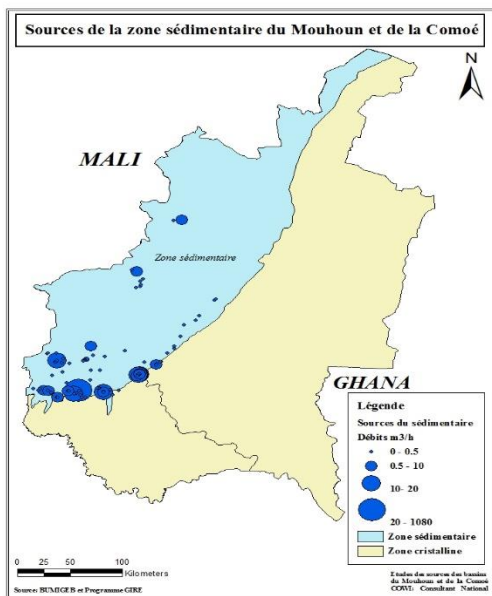 Sources de la zone sédimentaire du Mouhoun et de la Comoé
N
MALI
Zone sédimentaire
GHANA
Légende
Sources du sédimentaire
Débits m3/h
0 - 0.5
0.5 - 10
10- 20
20 - 1080
Zone sédimentaire
Zone cristalline
0 25 50 100
Kilometers
Source: BUMIGEB et Programme GIRE
Etudes des sources des bassins
du Mouhoun et de la Comoé
COWI: Consultant National